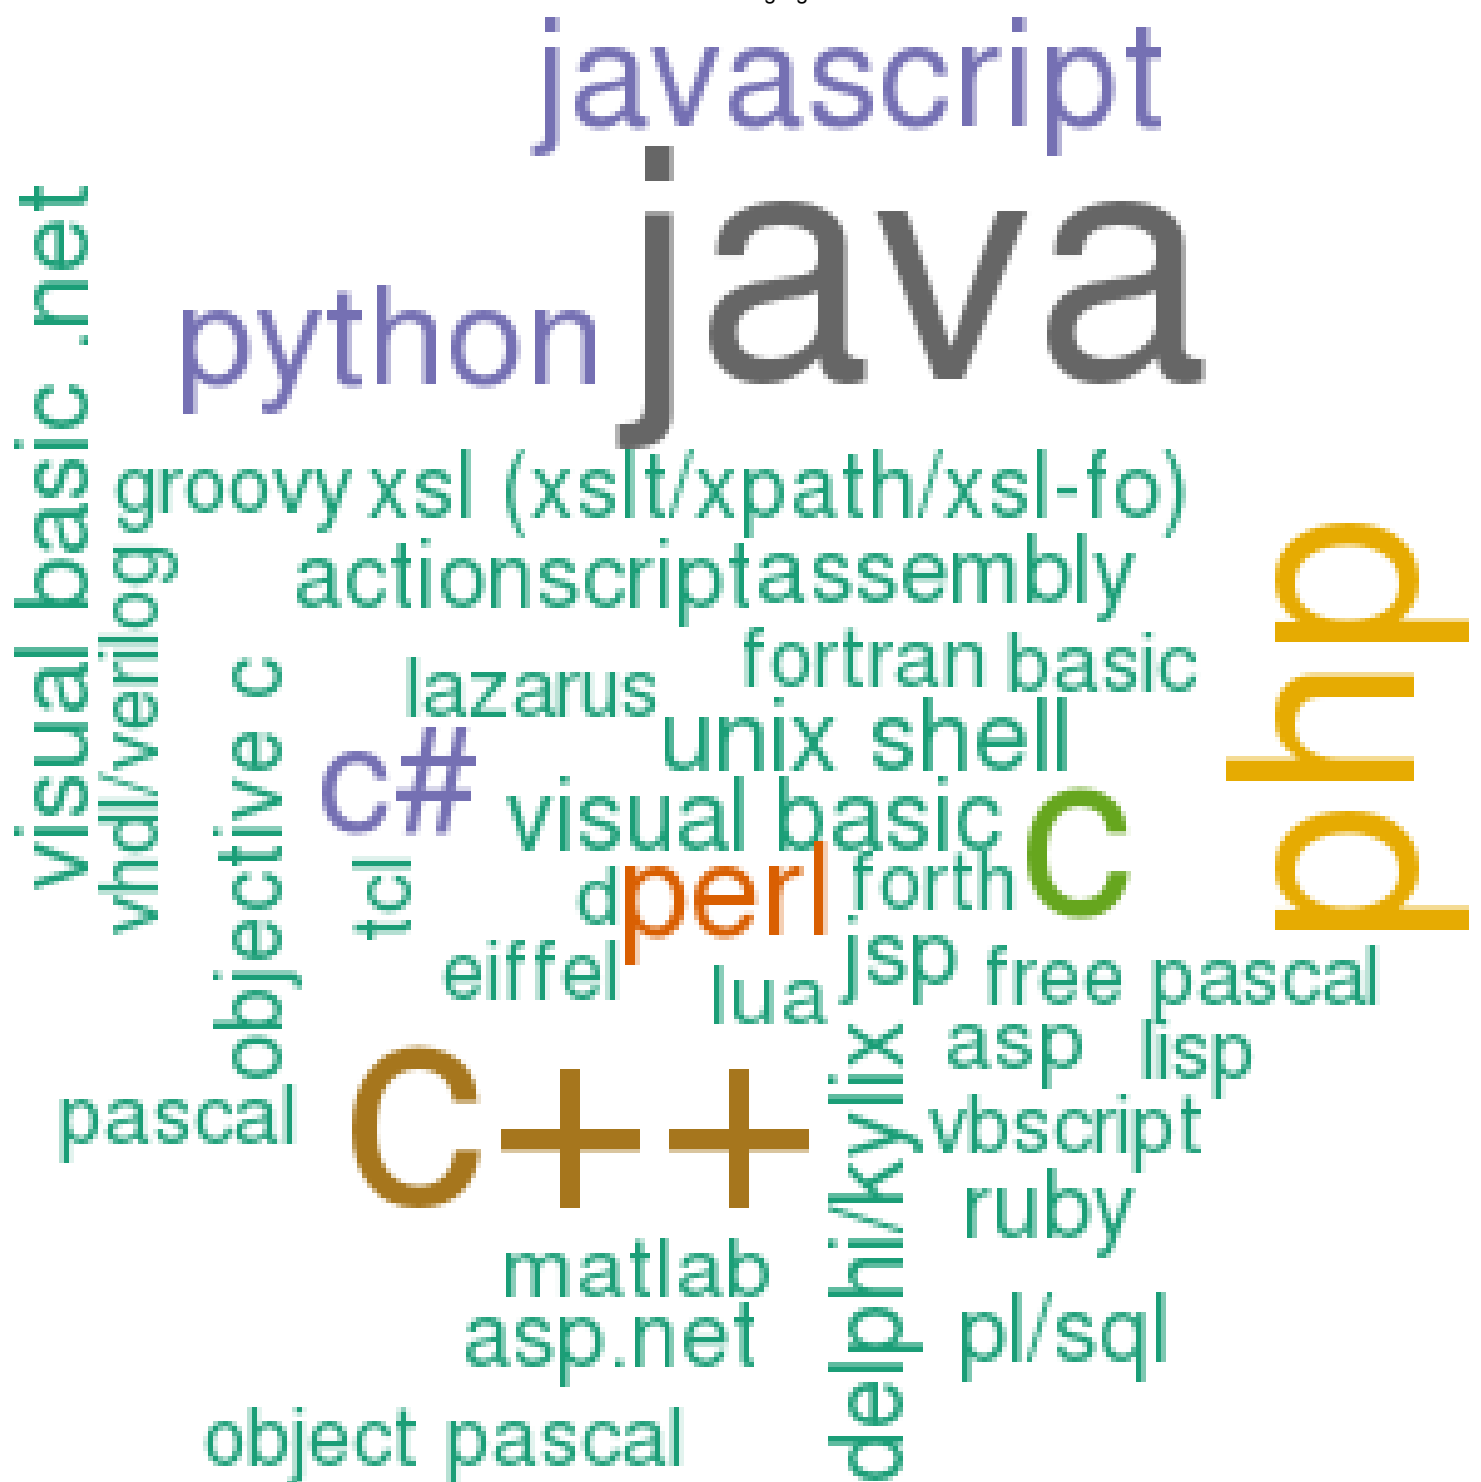 javascript
java
python
visual basic .net
groovy
xsl (xslt/xpath/xsl-fo)
actionscript
assembly
vhdl/verilog
php
fortran
basic
lazarus
objective c
unix shell
c#
visual basic
c
tcl
d
perl
forth
eiffel
lua
jsp
free pascal
asp
lisp
c++
pascal
delphi/kylix
vbscript
ruby
matlab
asp.net
pl/sql
object pascal